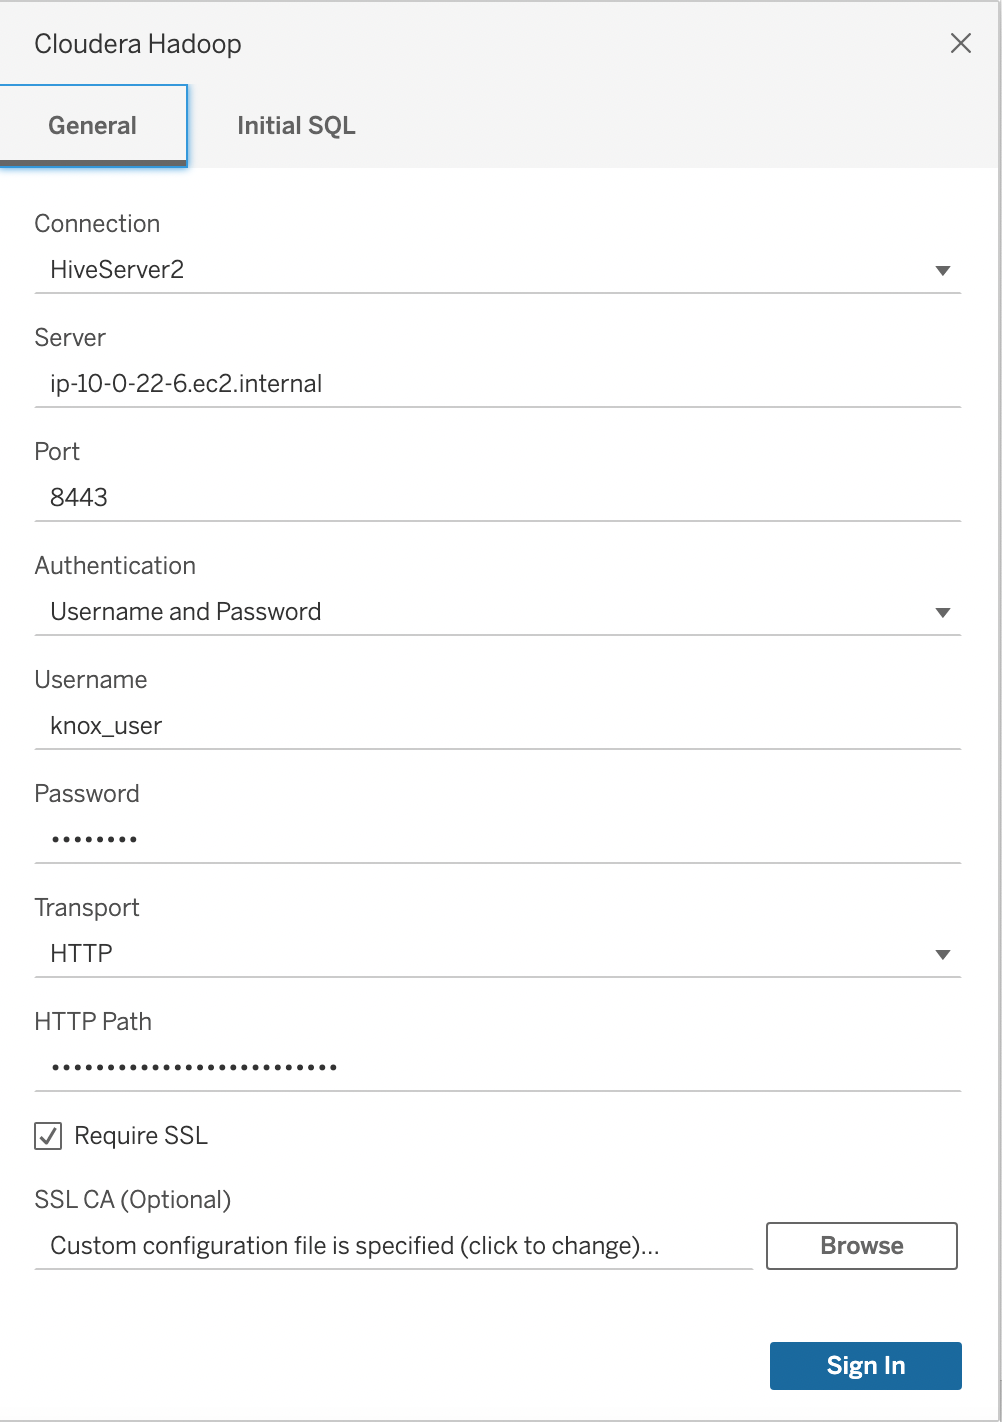 Cloudera Hadoop
General
Initial SQL
Connection
HiveServer2
Server
ip-10-0-22-6.ec2.internal
Port
8443
Authentication
Username and Password
Username
knox_user
Password
••••••••
Transport
HTTP
HTTP Path
••••••••••••••••••••••••••
Require SSL
SSL CA (Optional)
Custom configuration file is specified (click to change)...
Browse
Sign In